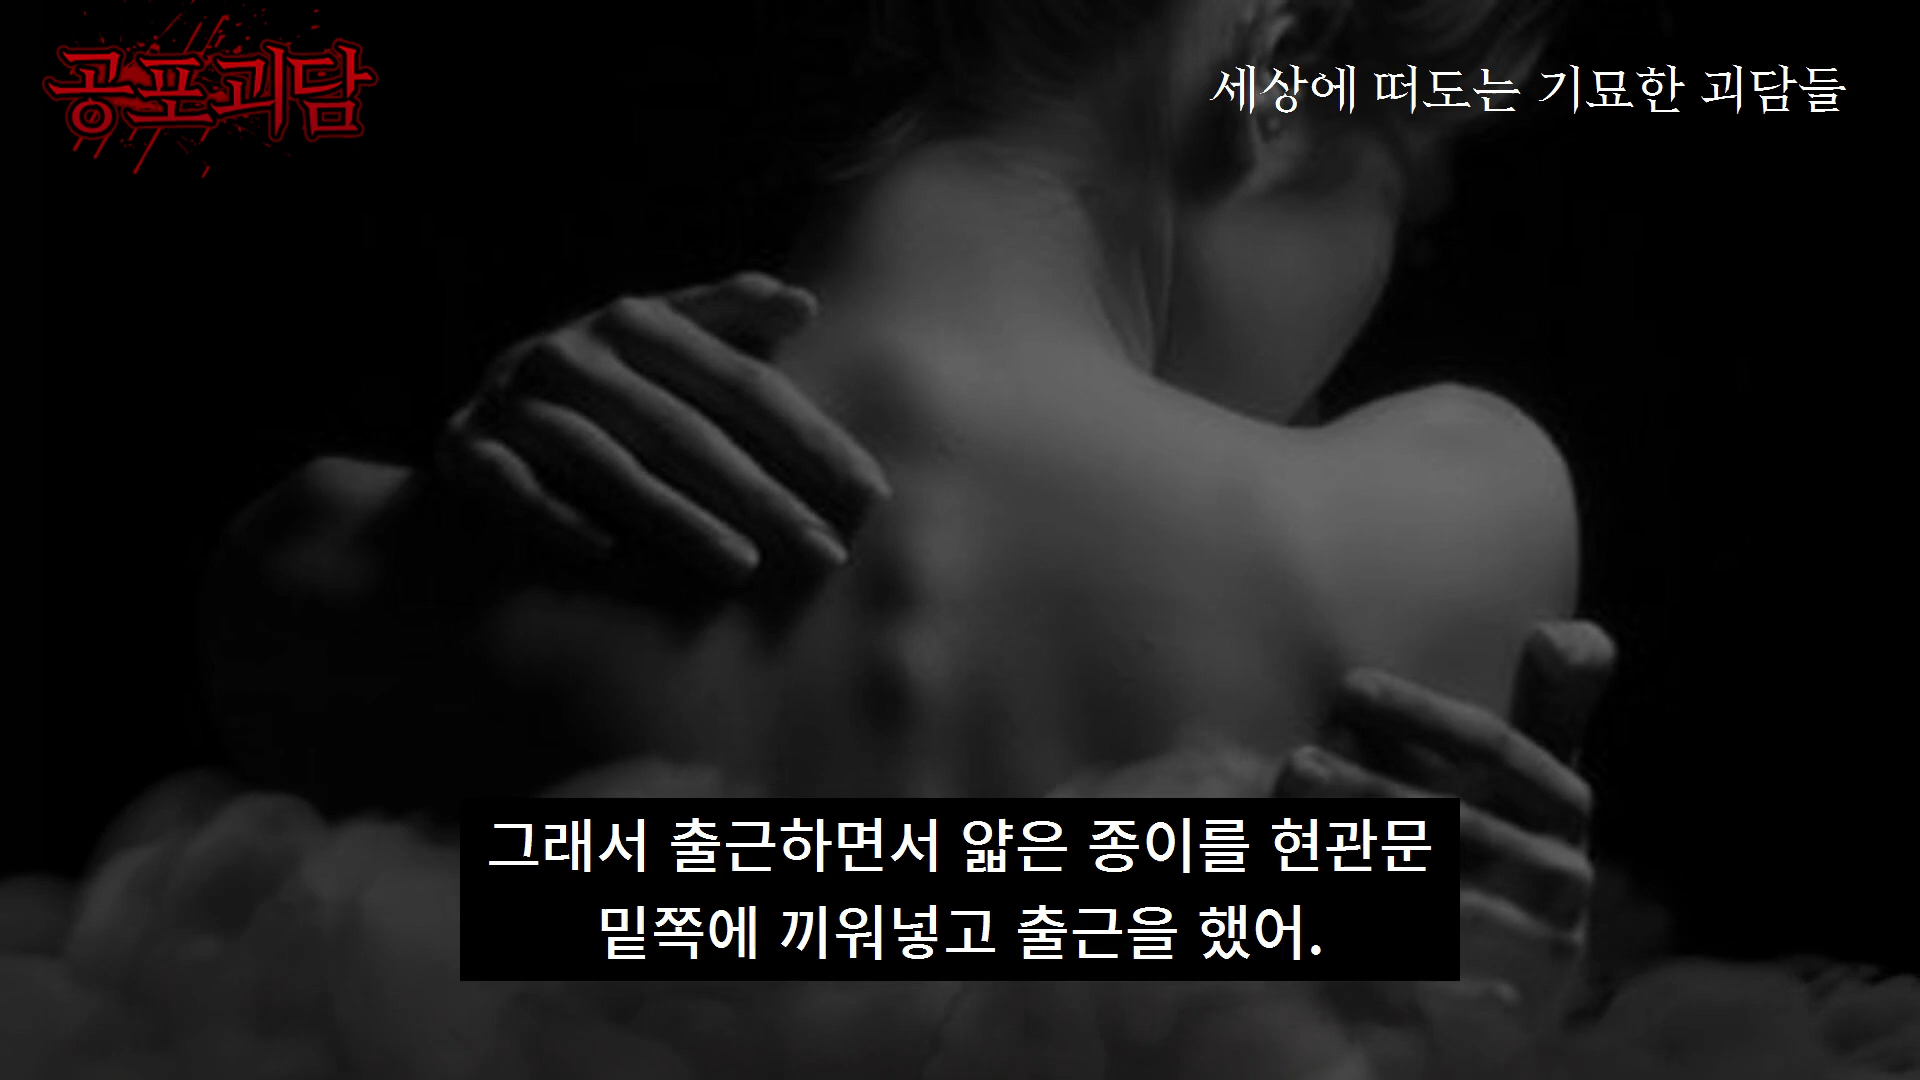 공포괴담
세상에 떠도는 기묘한 괴담들
그래서 출근하면서 얇은 종이를 현관문
밑쪽에 끼워넣고 출근을 했어.